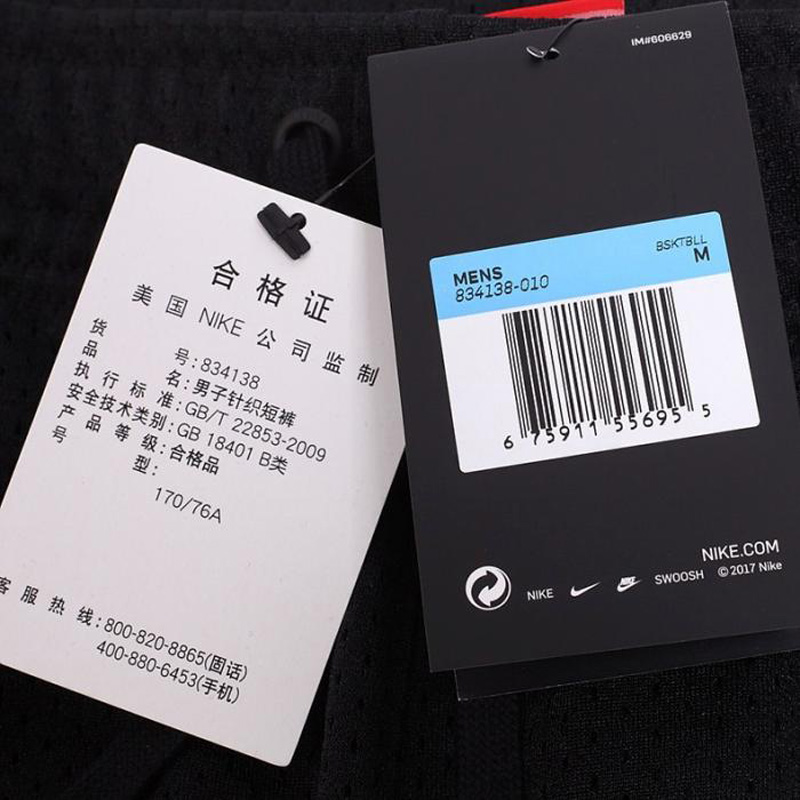 合格证
美国 NIKE 公司监制
货号:834138
品名:男子针织短裤
执行标准:GB/T 22853-2009
安全技术类别:GB 18401 B类
产品等级:合格品
号型:
170/76A
客服热线:800-820-8865(固话)
400-880-6453(手机)
IM#606629
MENS
834138-010
BSKTBLL
M
6 75911 55695 5
NIKE.COM
NIKE
SWOOSH
©2017 Nike